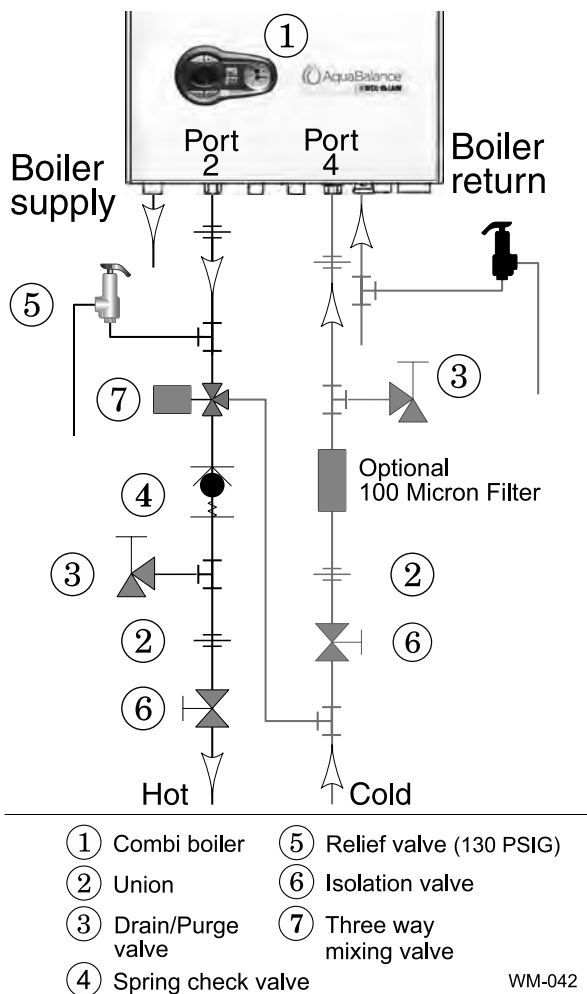 ①
AquaBalance
WEIL-McLAIN
Port
2
Port
4
Boiler
supply
Boiler
return
⑤
③
⑦
④
Optional
100 Micron Filter
③
②
②
⑥
⑥
Hot
Cold
① Combi boiler
② Union
③ Drain/Purge
valve
④ Spring check valve
⑤ Relief valve (130 PSIG)
⑥ Isolation valve
⑦ Three way
mixing valve
WM-042